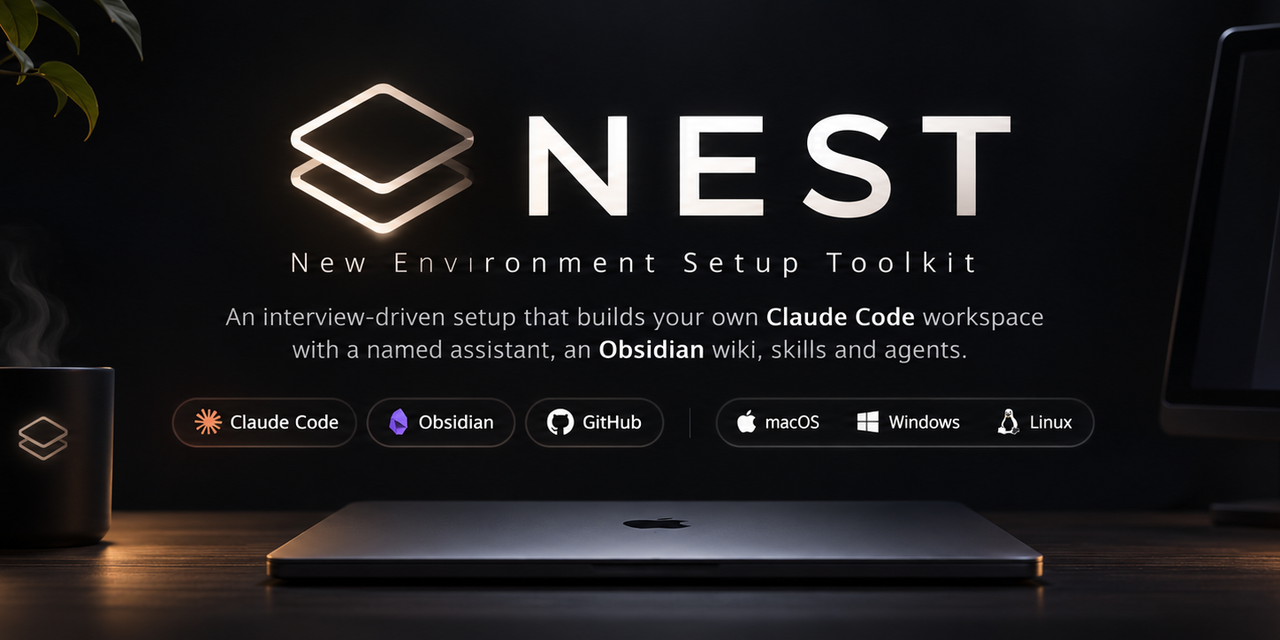 NEST
New Environment Setup Toolkit
An interview-driven setup that builds your own Claude Code workspace
with a named assistant, an Obsidian wiki, skills and agents.
Claude Code Obsidian GitHub macOS Windows Linux